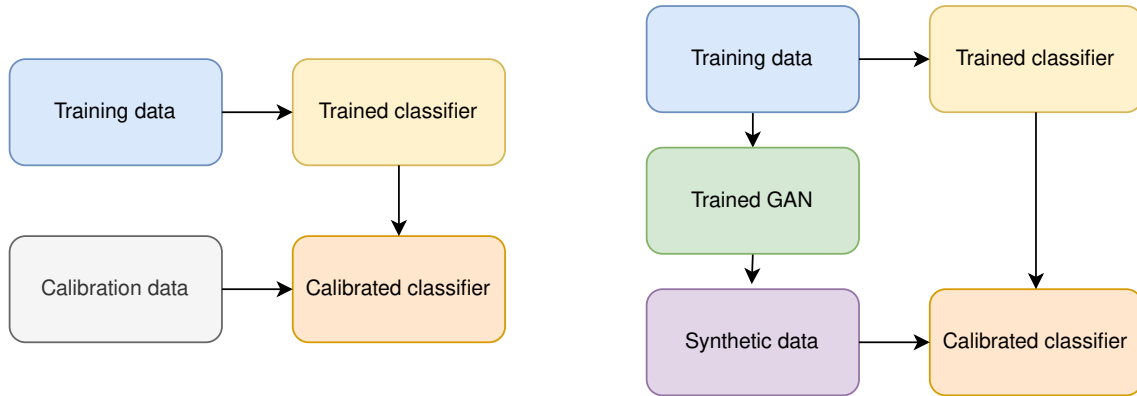 Training data
Trained classifier
Calibration data
Calibrated classifier
Training data
Trained classifier
Trained GAN
Synthetic data
Calibrated classifier